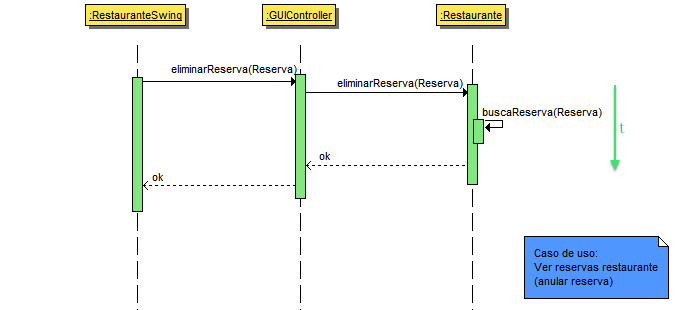 :RestauranteSwing
:GUIController
:Restaurante
eliminarReserva(Reserva)
eliminarReserva(Reserva)
buscaReserva(Reserva)
t
ok
ok
Caso de uso:
Ver reservas restaurante
(anular reserva)